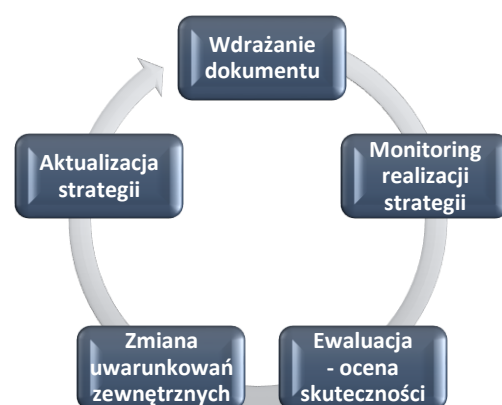 Wdrażanie
dokumentu
Monitoring
realizacji
strategii
Ewaluacja
- ocena
skuteczności
Zmiana
uwarunkowań
zewnętrznych
Aktualizacja
strategii